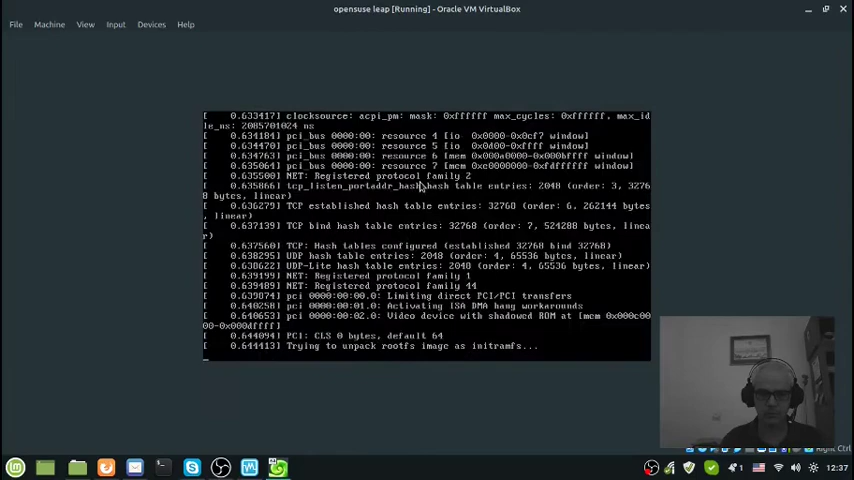 opensuse leap [Running] - Oracle VM VirtualBox
File Machine View Input Devices Help
[    0.633417] clocksource: acpi_pm: mask: 0xffffff max_cycles: 0xffffff, max_id
le_ns: 2085701024 ns
[    0.634184] pci_bus 0000:00: resource 4 [io  0x0000-0x0cf7 window]
[    0.634470] pci_bus 0000:00: resource 5 [io  0x0d00-0xffff window]
[    0.634763] pci_bus 0000:00: resource 6 [mem 0x000a0000-0x000bffff window]
[    0.635064] pci_bus 0000:00: resource 7 [mem 0xe0000000-0xfdffffff window]
[    0.635500] NET: Registered protocol family 2
[    0.635866] tcp_listen_portaddr_hash hash table entries: 2048 (order: 3, 3276
8 bytes, linear)
[    0.636279] TCP established hash table entries: 32768 (order: 6, 262144 bytes
, linear)
[    0.637139] TCP bind hash table entries: 32768 (order: 7, 524288 bytes, linea
r)
[    0.637560] TCP: Hash tables configured (established 32768 bind 32768)
[    0.638295] UDP hash table entries: 2048 (order: 4, 65536 bytes, linear)
[    0.638622] UDP-Lite hash table entries: 2048 (order: 4, 65536 bytes, linear)
[    0.639199] NET: Registered protocol family 1
[    0.639489] NET: Registered protocol family 44
[    0.639874] pci 0000:00:00.0: Limiting direct PCI/PCI transfers
[    0.640258] pci 0000:00:01.0: Activating ISA DMA hang workarounds
[    0.640653] pci 0000:00:02.0: Video device with shadowed ROM at [mem 0x000c00
00-0x000dffff]
[    0.644094] PCI: CLS 0 bytes, default 64
[    0.644413] Trying to unpack rootfs image as initramfs...
Right Ctrl
1
12:37